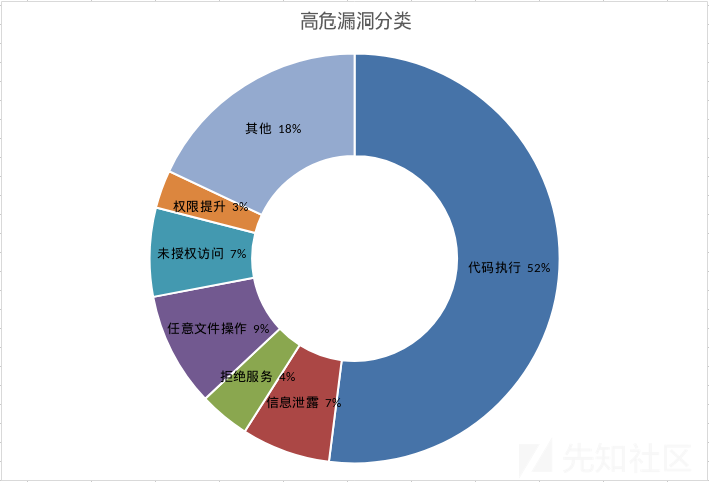 高危漏洞分类
其他 18%
权限提升 3%
未授权访问 7%
代码执行 52%
任意文件操作 9%
拒绝服务 4%
信息泄露 7%
先知社区